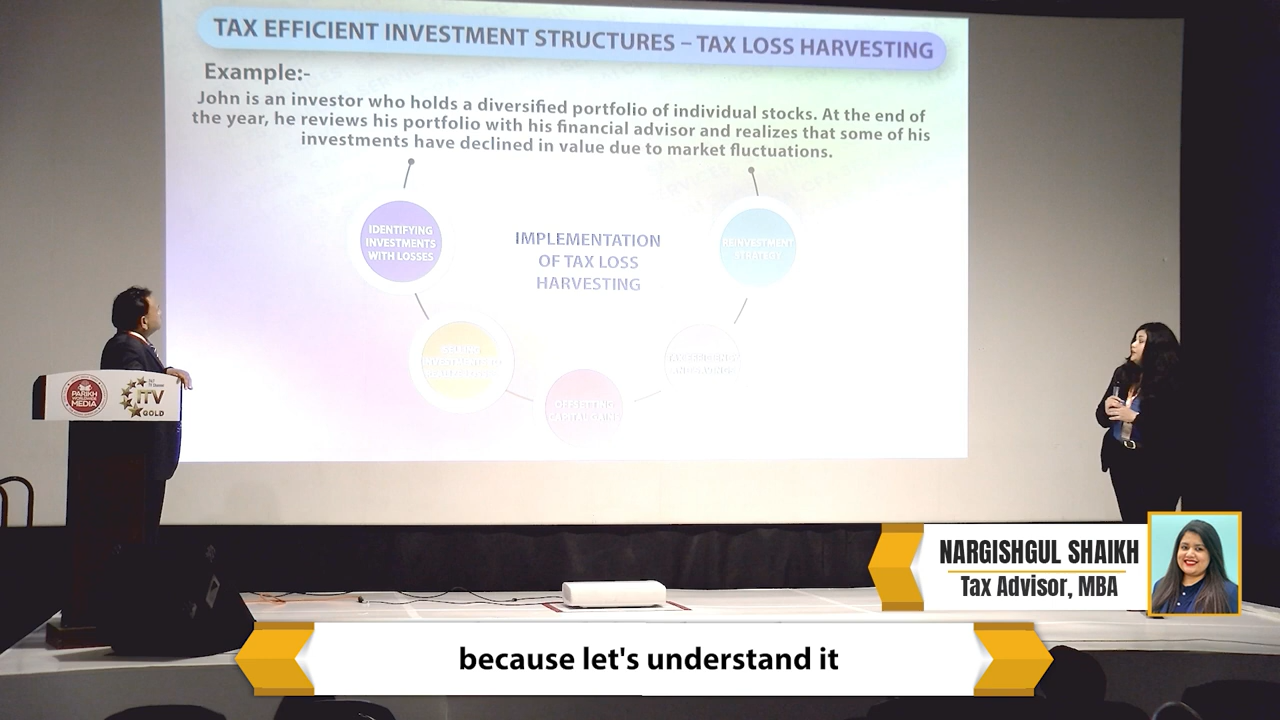 TAX EFFICIENT INVESTMENT STRUCTURES – TAX LOSS HARVESTING
Example:-
John is an investor who holds a diversified portfolio of individual stocks. At the end of
the year, he reviews his portfolio with his financial advisor and realizes that some of his
investments have declined in value due to market fluctuations.
IDENTIFYING
INVESTMENTS
WITH LOSSES
IMPLEMENTATION
OF TAX LOSS
HARVESTING
REINVESTMENT
STRATEGY
OFFSETTING
CAPITAL GAINS
PARIKH
WORLDWIDE
MEDIA
ITV
GOLD
NARGISHGUL SHAIKH
Tax Advisor, MBA
because let's understand it